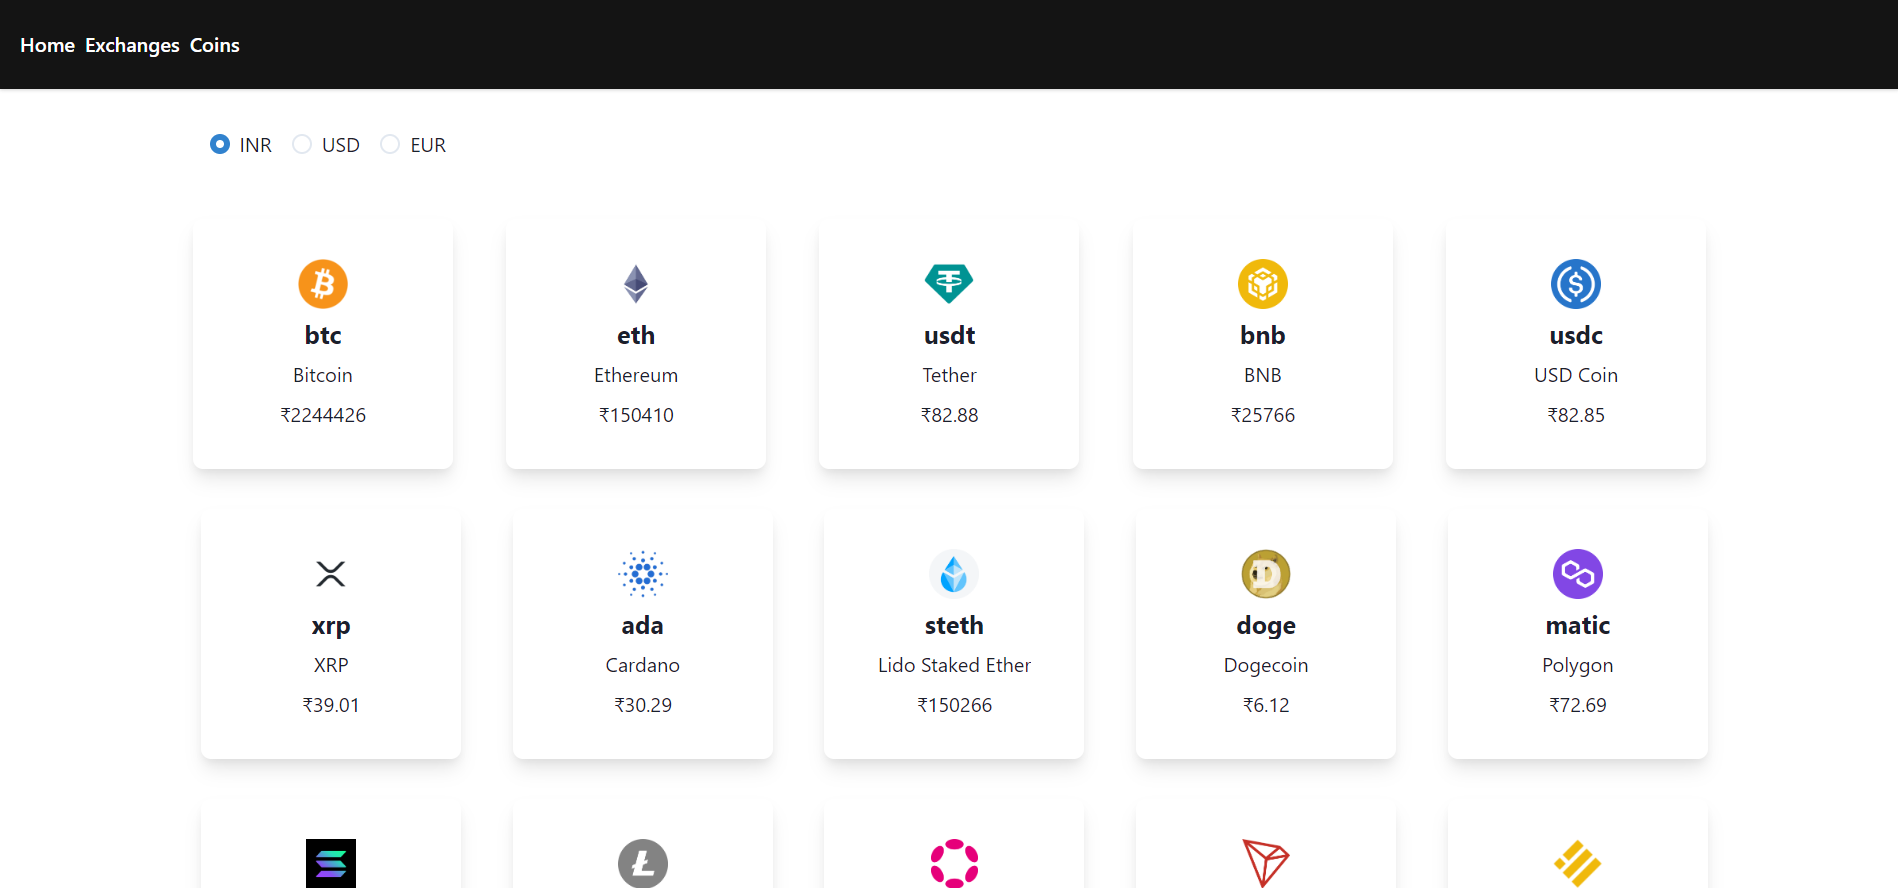 Home Exchanges Coins
INR USD EUR
btc
Bitcoin
₹2244426
eth
Ethereum
₹150410
usdt
Tether
₹82.88
bnb
BNB
₹25766
usdc
USD Coin
₹82.85
xrp
XRP
₹39.01
ada
Cardano
₹30.29
steth
Lido Staked Ether
₹150266
doge
Dogecoin
₹6.12
matic
Polygon
₹72.69